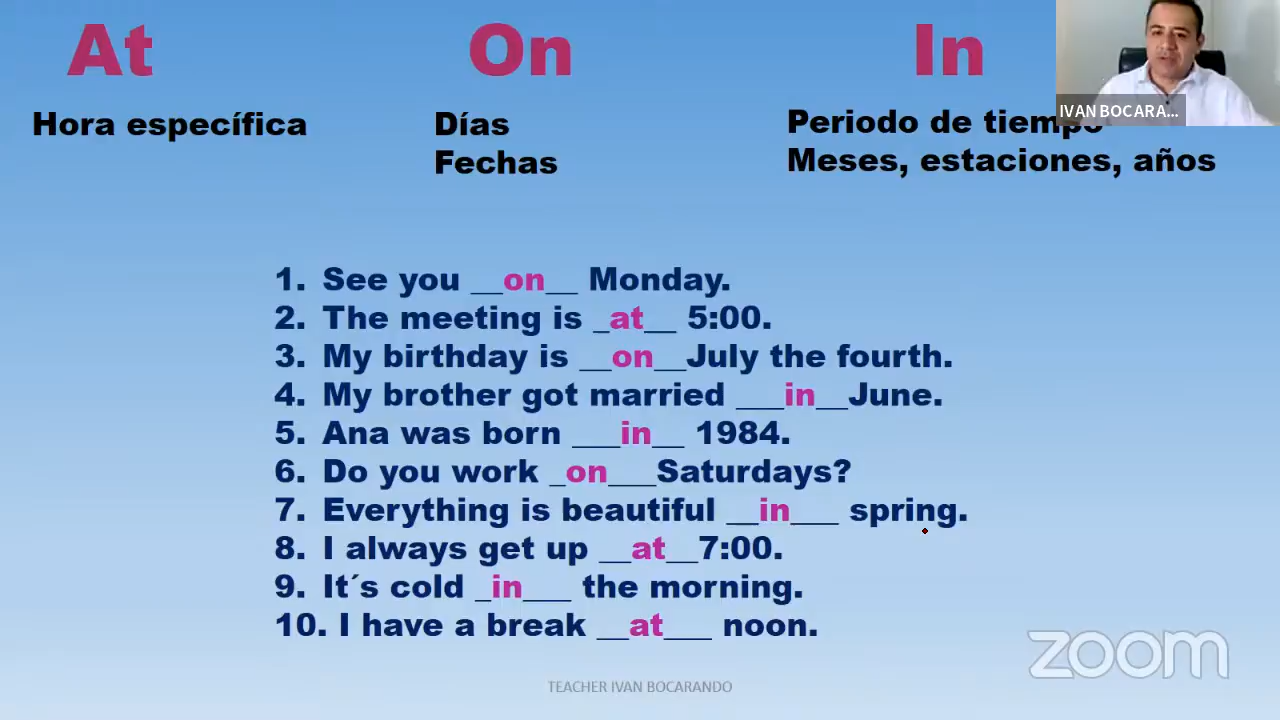 At
On
In
Hora específica
Días
Fechas
Periodo de tiempo
Meses, estaciones, años
IVAN BOCARA...
1. See you __on__ Monday.
2. The meeting is _at__ 5:00.
3. My birthday is __on__July the fourth.
4. My brother got married ___in__June.
5. Ana was born ___in__ 1984.
6. Do you work _on___Saturdays?
7. Everything is beautiful __in___ spring.
8. I always get up __at__7:00.
9. It´s cold _in___ the morning.
10. I have a break __at___ noon.
zoom
TEACHER IVAN BOCARANDO